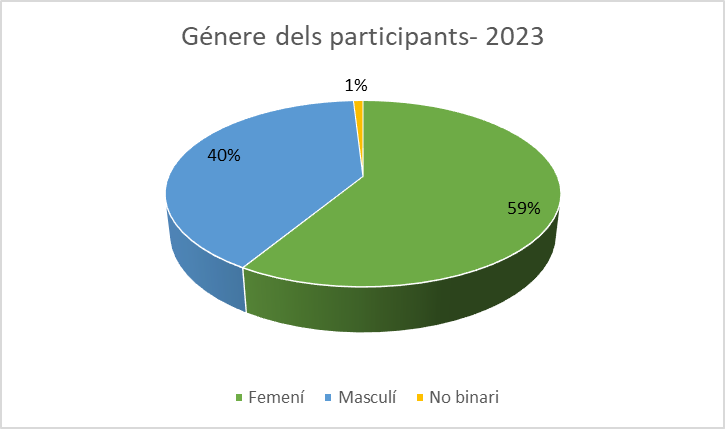 Génere dels participants- 2023
1%
40%
59%
Femení Masculí No binari